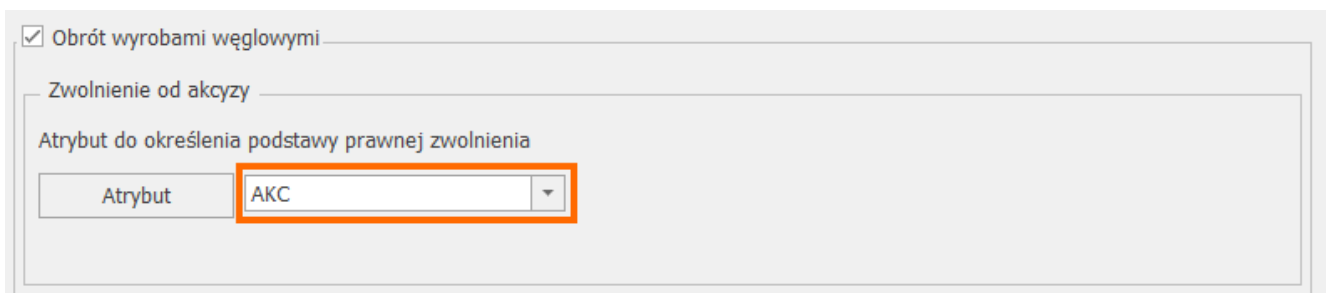 Obrót wyrobami węglowymi
Zwolnienie od akcyzy
Atrybut do określenia podstawy prawnej zwolnienia
Atrybut AKC